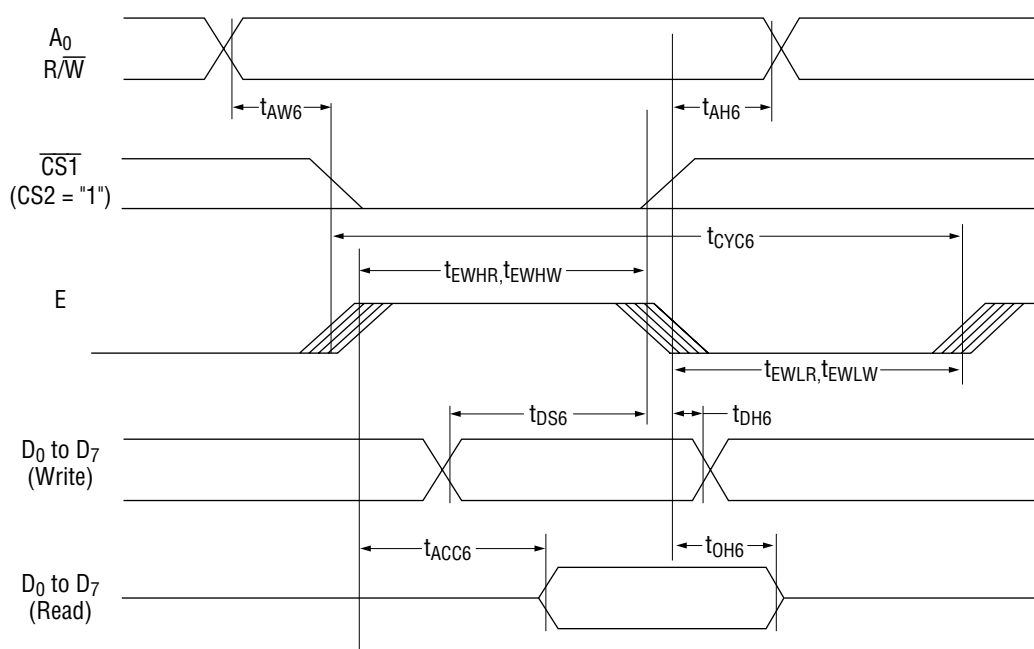 A₀
R/W̅
tAW6
tAH6
C̅S̅1̅
(CS2 = "1")
tCYC6
tEWHR,tEWHW
E
tEWLR,tEWLW
tDS6
tDH6
D₀ to D₇
(Write)
tACC6
tOH6
D₀ to D₇
(Read)